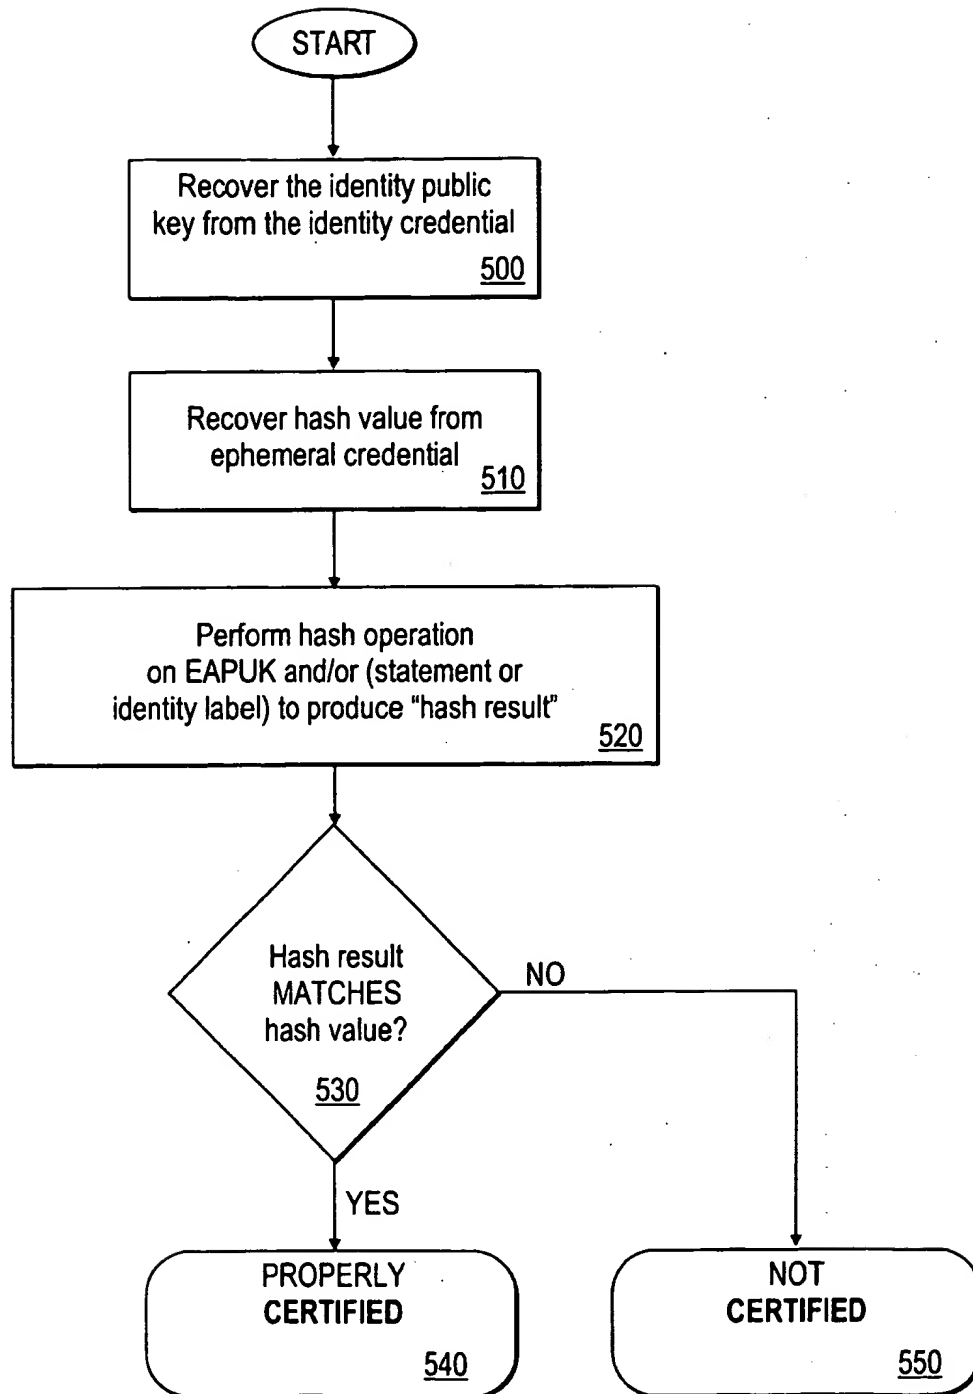 START
Recover the identity public
key from the identity credential
500
Recover hash value from
ephemeral credential
510
Perform hash operation
on EAPUK and/or (statement or
identity label) to produce “hash result”
520
Hash result
MATCHES
hash value?
530
NO
YES
PROPERLY
CERTIFIED
540
NOT
CERTIFIED
550